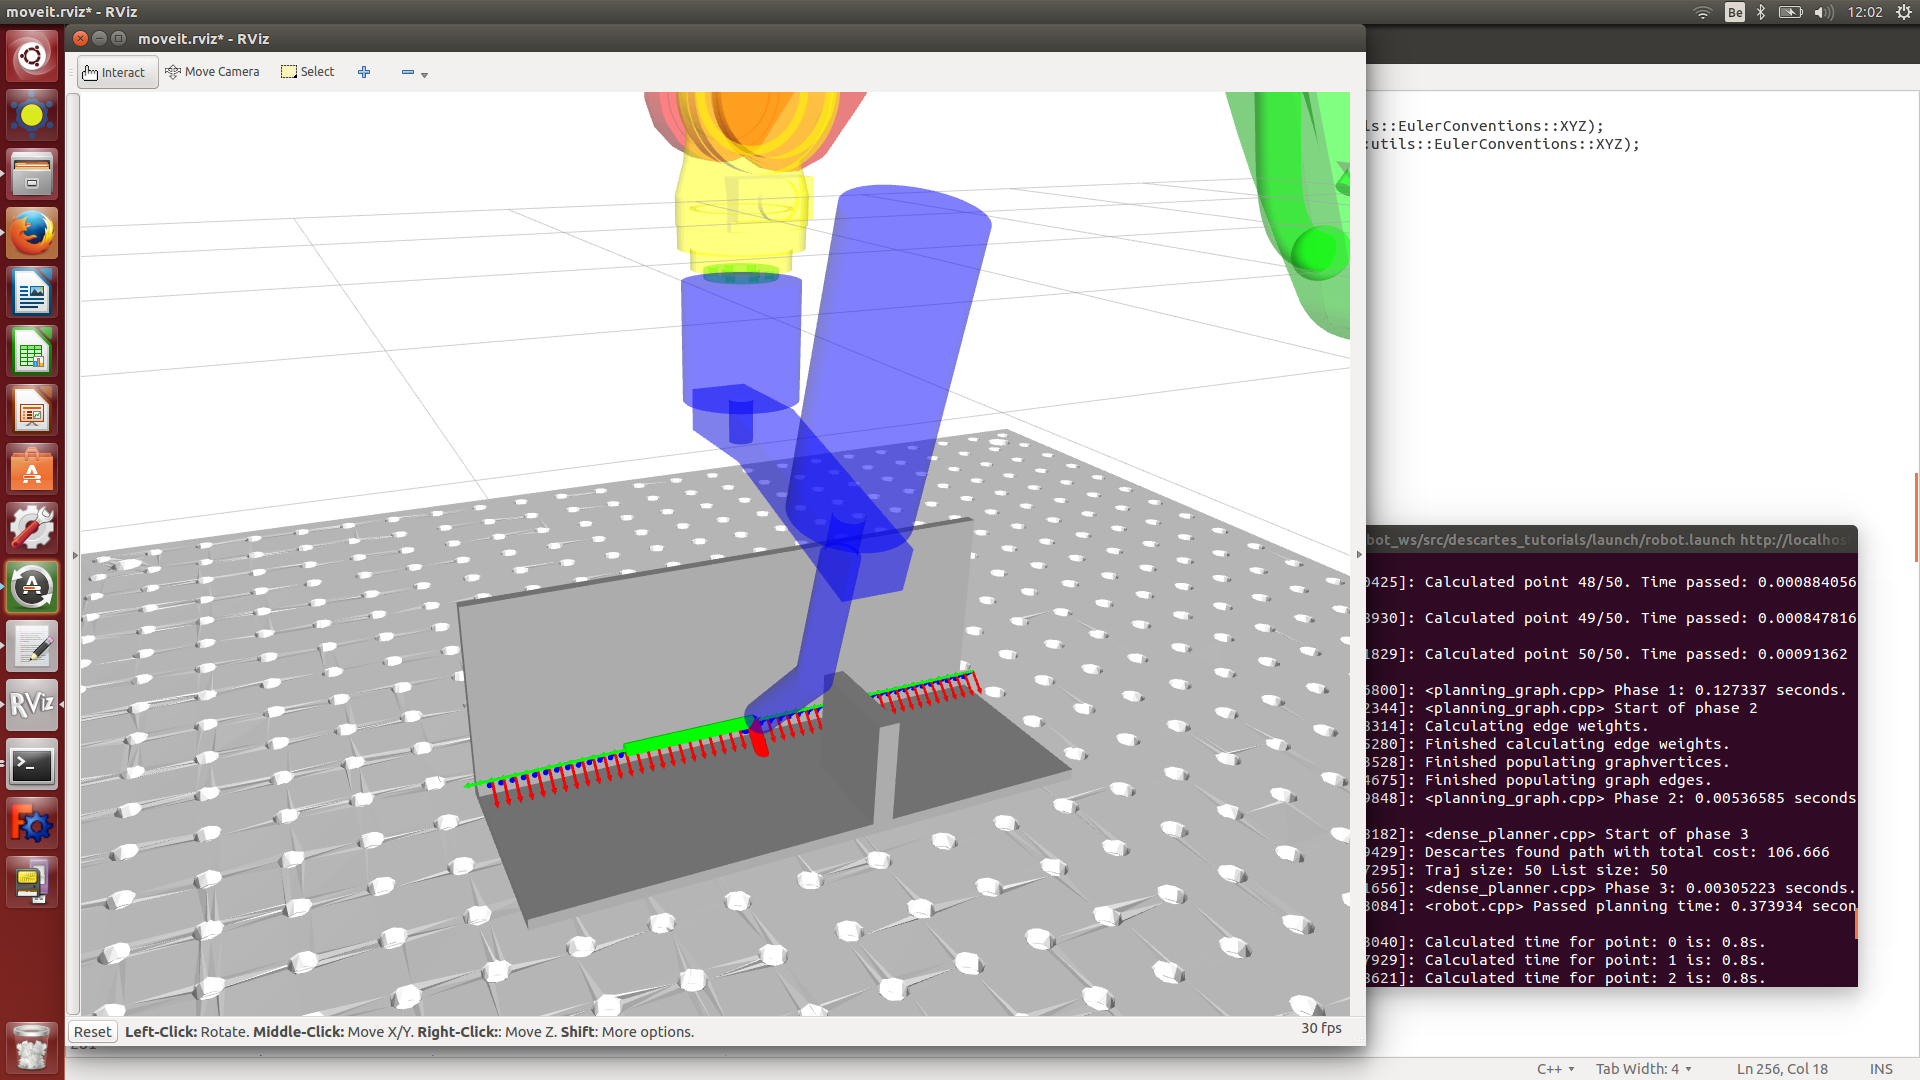 moveit.rviz* - RViz
Be
12:02
moveit.rviz* - RViz
Interact
Move Camera
Select
ls::EulerConventions::XYZ);
:utils::EulerConventions::XYZ);
RViz
bot_ws/src/descartes_tutorials/launch/robot.launch http://localhos
0425]: Calculated point 48/50. Time passed: 0.000884056
8930]: Calculated point 49/50. Time passed: 0.000847816
1829]: Calculated point 50/50. Time passed: 0.00091362
5800]: <planning_graph.cpp> Phase 1: 0.127337 seconds.
2344]: <planning_graph.cpp> Start of phase 2
8314]: Calculating edge weights.
5280]: Finished calculating edge weights.
8528]: Finished populating graphvertices.
4675]: Finished populating graph edges.
9848]: <planning_graph.cpp> Phase 2: 0.00536585 seconds
8182]: <dense_planner.cpp> Start of phase 3
9429]: Descartes found path with total cost: 106.666
7295]: Traj size: 50 List size: 50
1656]: <dense_planner.cpp> Phase 3: 0.00305223 seconds.
8084]: <robot.cpp> Passed planning time: 0.373934 secon
8040]: Calculated time for point: 0 is: 0.8s.
7929]: Calculated time for point: 1 is: 0.8s.
8621]: Calculated time for point: 2 is: 0.8s.
Reset
Left-Click: Rotate. Middle-Click: Move X/Y. Right-Click:: Move Z. Shift: More options.
30 fps
C++
Tab Width: 4
Ln 256, Col 18
INS